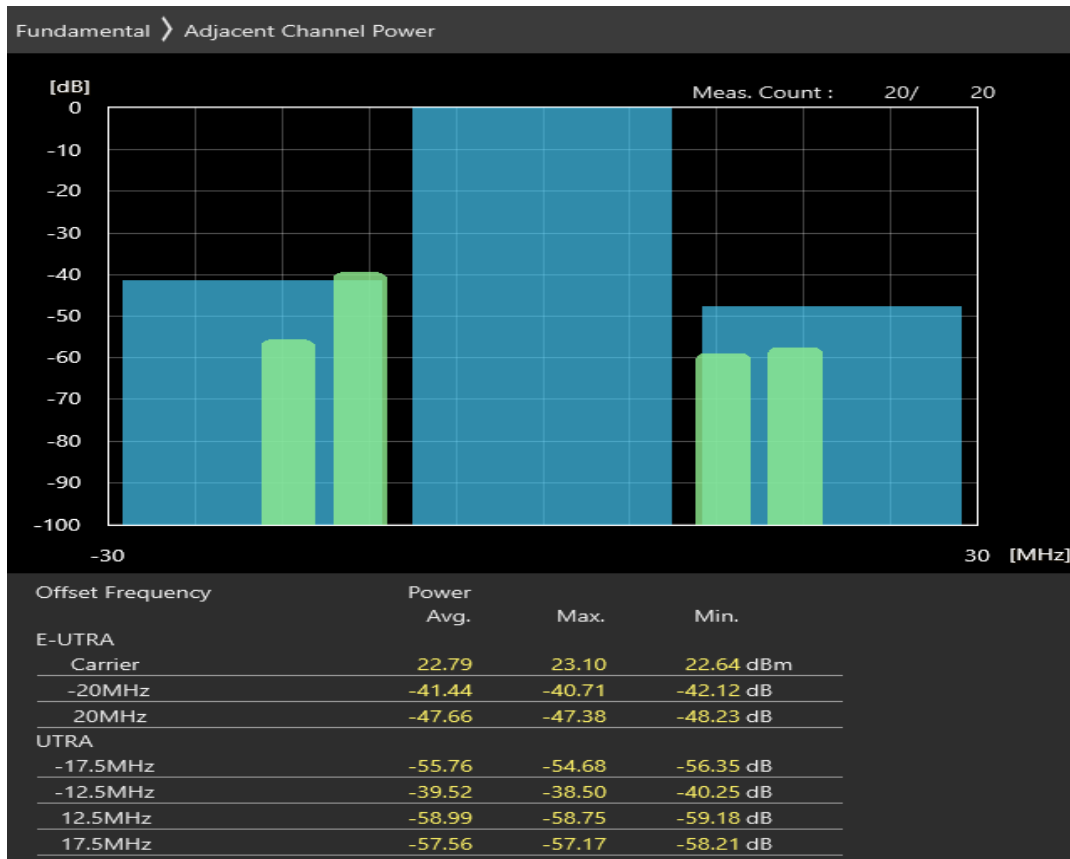 Fundamental 〉 Adjacent Channel Power
[dB]
Meas. Count : 20/ 20
0
-10
-20
-30
-40
-50
-60
-70
-80
-90
-100
-30 30 [MHz]
Offset Frequency Power
Avg. Max. Min.
E-UTRA
Carrier 22.79 23.10 22.64 dBm
-20MHz -41.44 -40.71 -42.12 dB
20MHz -47.66 -47.38 -48.23 dB
UTRA
-17.5MHz -55.76 -54.68 -56.35 dB
-12.5MHz -39.52 -38.50 -40.25 dB
12.5MHz -58.99 -58.75 -59.18 dB
17.5MHz -57.56 -57.17 -58.21 dB